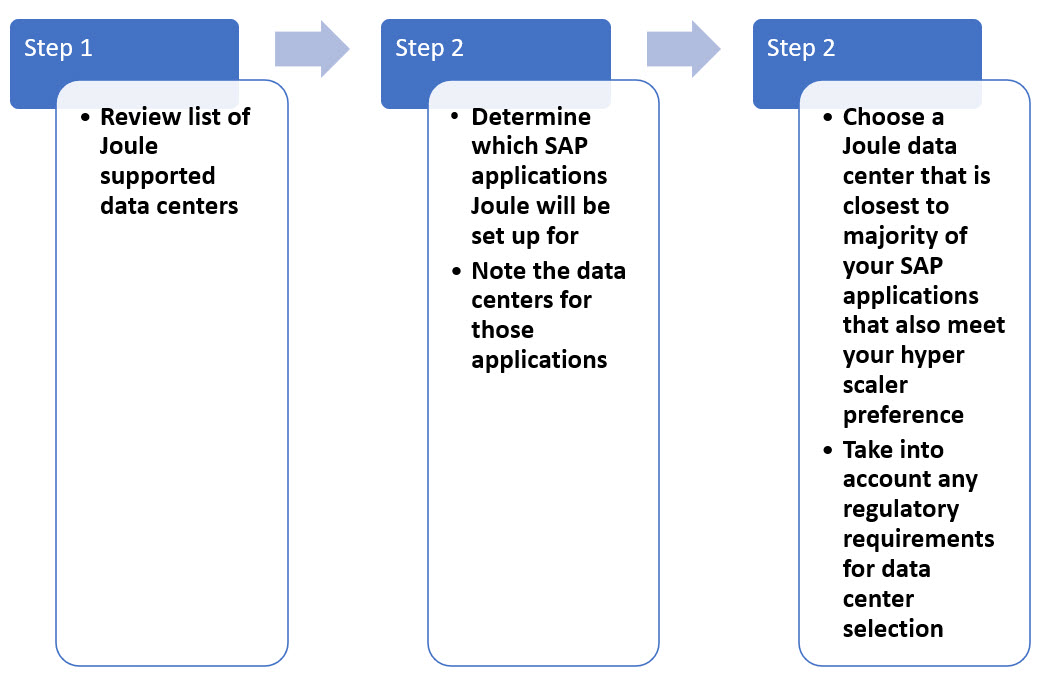 Step 1
• Review list of
Joule
supported
data centers
Step 2
• Determine
which SAP
applications
Joule will be
set up for
• Note the data
centers for
those
applications
Step 2
• Choose a
Joule data
center that is
closest to
majority of
your SAP
applications
that also meet
your hyper
scaler
preference
• Take into
account any
regulatory
requirements
for data
center
selection